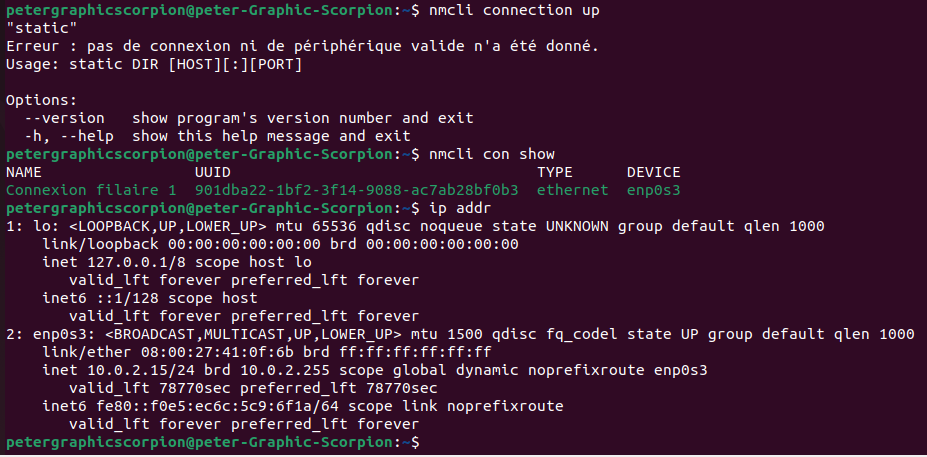 petergraphicscorpion@peter-Graphic-Scorpion:~$ nmcli connection up
"static"
Erreur : pas de connexion ni de périphérique valide n'a été donné.
Usage: static DIR [HOST][:][PORT]

Options:
  --version   show program's version number and exit
  -h, --help  show this help message and exit
petergraphicscorpion@peter-Graphic-Scorpion:~$ nmcli con show
NAME                 UUID                                  TYPE      DEVICE
Connexion filaire 1  901dba22-1bf2-3f14-9088-ac7ab28bf0b3  ethernet  enp0s3
petergraphicscorpion@peter-Graphic-Scorpion:~$ ip addr
1: lo: <LOOPBACK,UP,LOWER_UP> mtu 65536 qdisc noqueue state UNKNOWN group default qlen 1000
    link/loopback 00:00:00:00:00:00 brd 00:00:00:00:00:00
    inet 127.0.0.1/8 scope host lo
       valid_lft forever preferred_lft forever
    inet6 ::1/128 scope host
       valid_lft forever preferred_lft forever
2: enp0s3: <BROADCAST,MULTICAST,UP,LOWER_UP> mtu 1500 qdisc fq_codel state UP group default qlen 1000
    link/ether 08:00:27:41:0f:6b brd ff:ff:ff:ff:ff:ff
    inet 10.0.2.15/24 brd 10.0.2.255 scope global dynamic noprefixroute enp0s3
       valid_lft 78770sec preferred_lft 78770sec
    inet6 fe80::f0e5:ec6c:5c9:6f1a/64 scope link noprefixroute
       valid_lft forever preferred_lft forever
petergraphicscorpion@peter-Graphic-Scorpion:~$